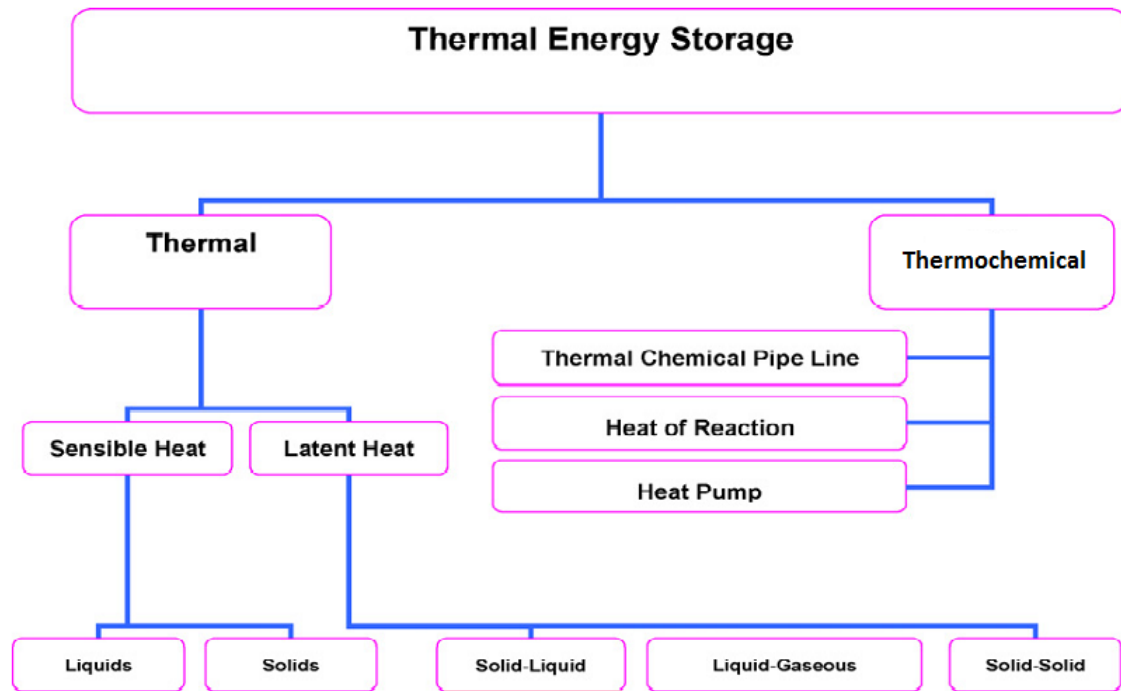 Thermal Energy Storage
Thermal
Thermochemical
Thermal Chemical Pipe Line
Heat of Reaction
Heat Pump
Sensible Heat
Latent Heat
Liquids
Solids
Solid-Liquid
Liquid-Gaseous
Solid-Solid